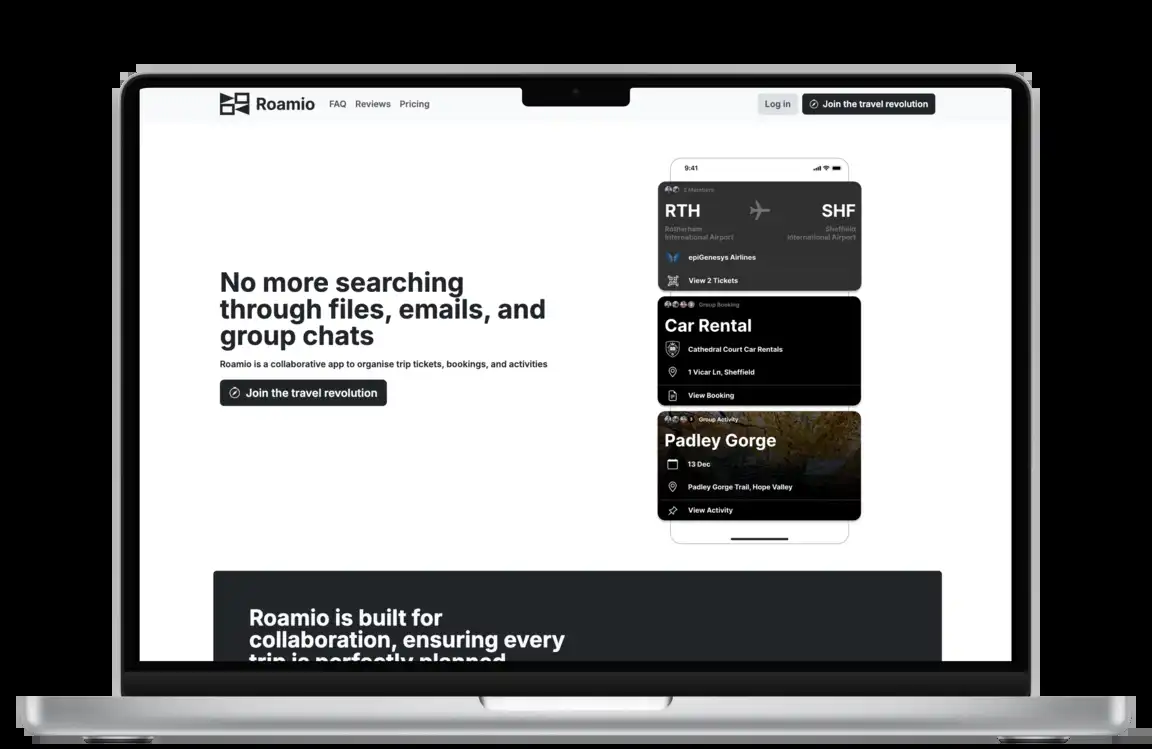 Roamio FAQ Reviews Pricing Log in Join the travel revolution
No more searching
through files, emails, and
group chats
Roamio is a collaborative app to organise trip tickets, bookings, and activities
Join the travel revolution
9:41
2 Members
RTH SHF
Rotherham Sheffield
International Airport International Airport
epiGenesys Airlines
View 2 Tickets
Group Booking
Car Rental
Cathedral Court Car Rentals
1 Vicar Ln, Sheffield
View Booking
Group Activity
Padley Gorge
13 Dec
Padley Gorge Trail, Hope Valley
View Activity
Roamio is built for
collaboration, ensuring every
trip is perfectly planned